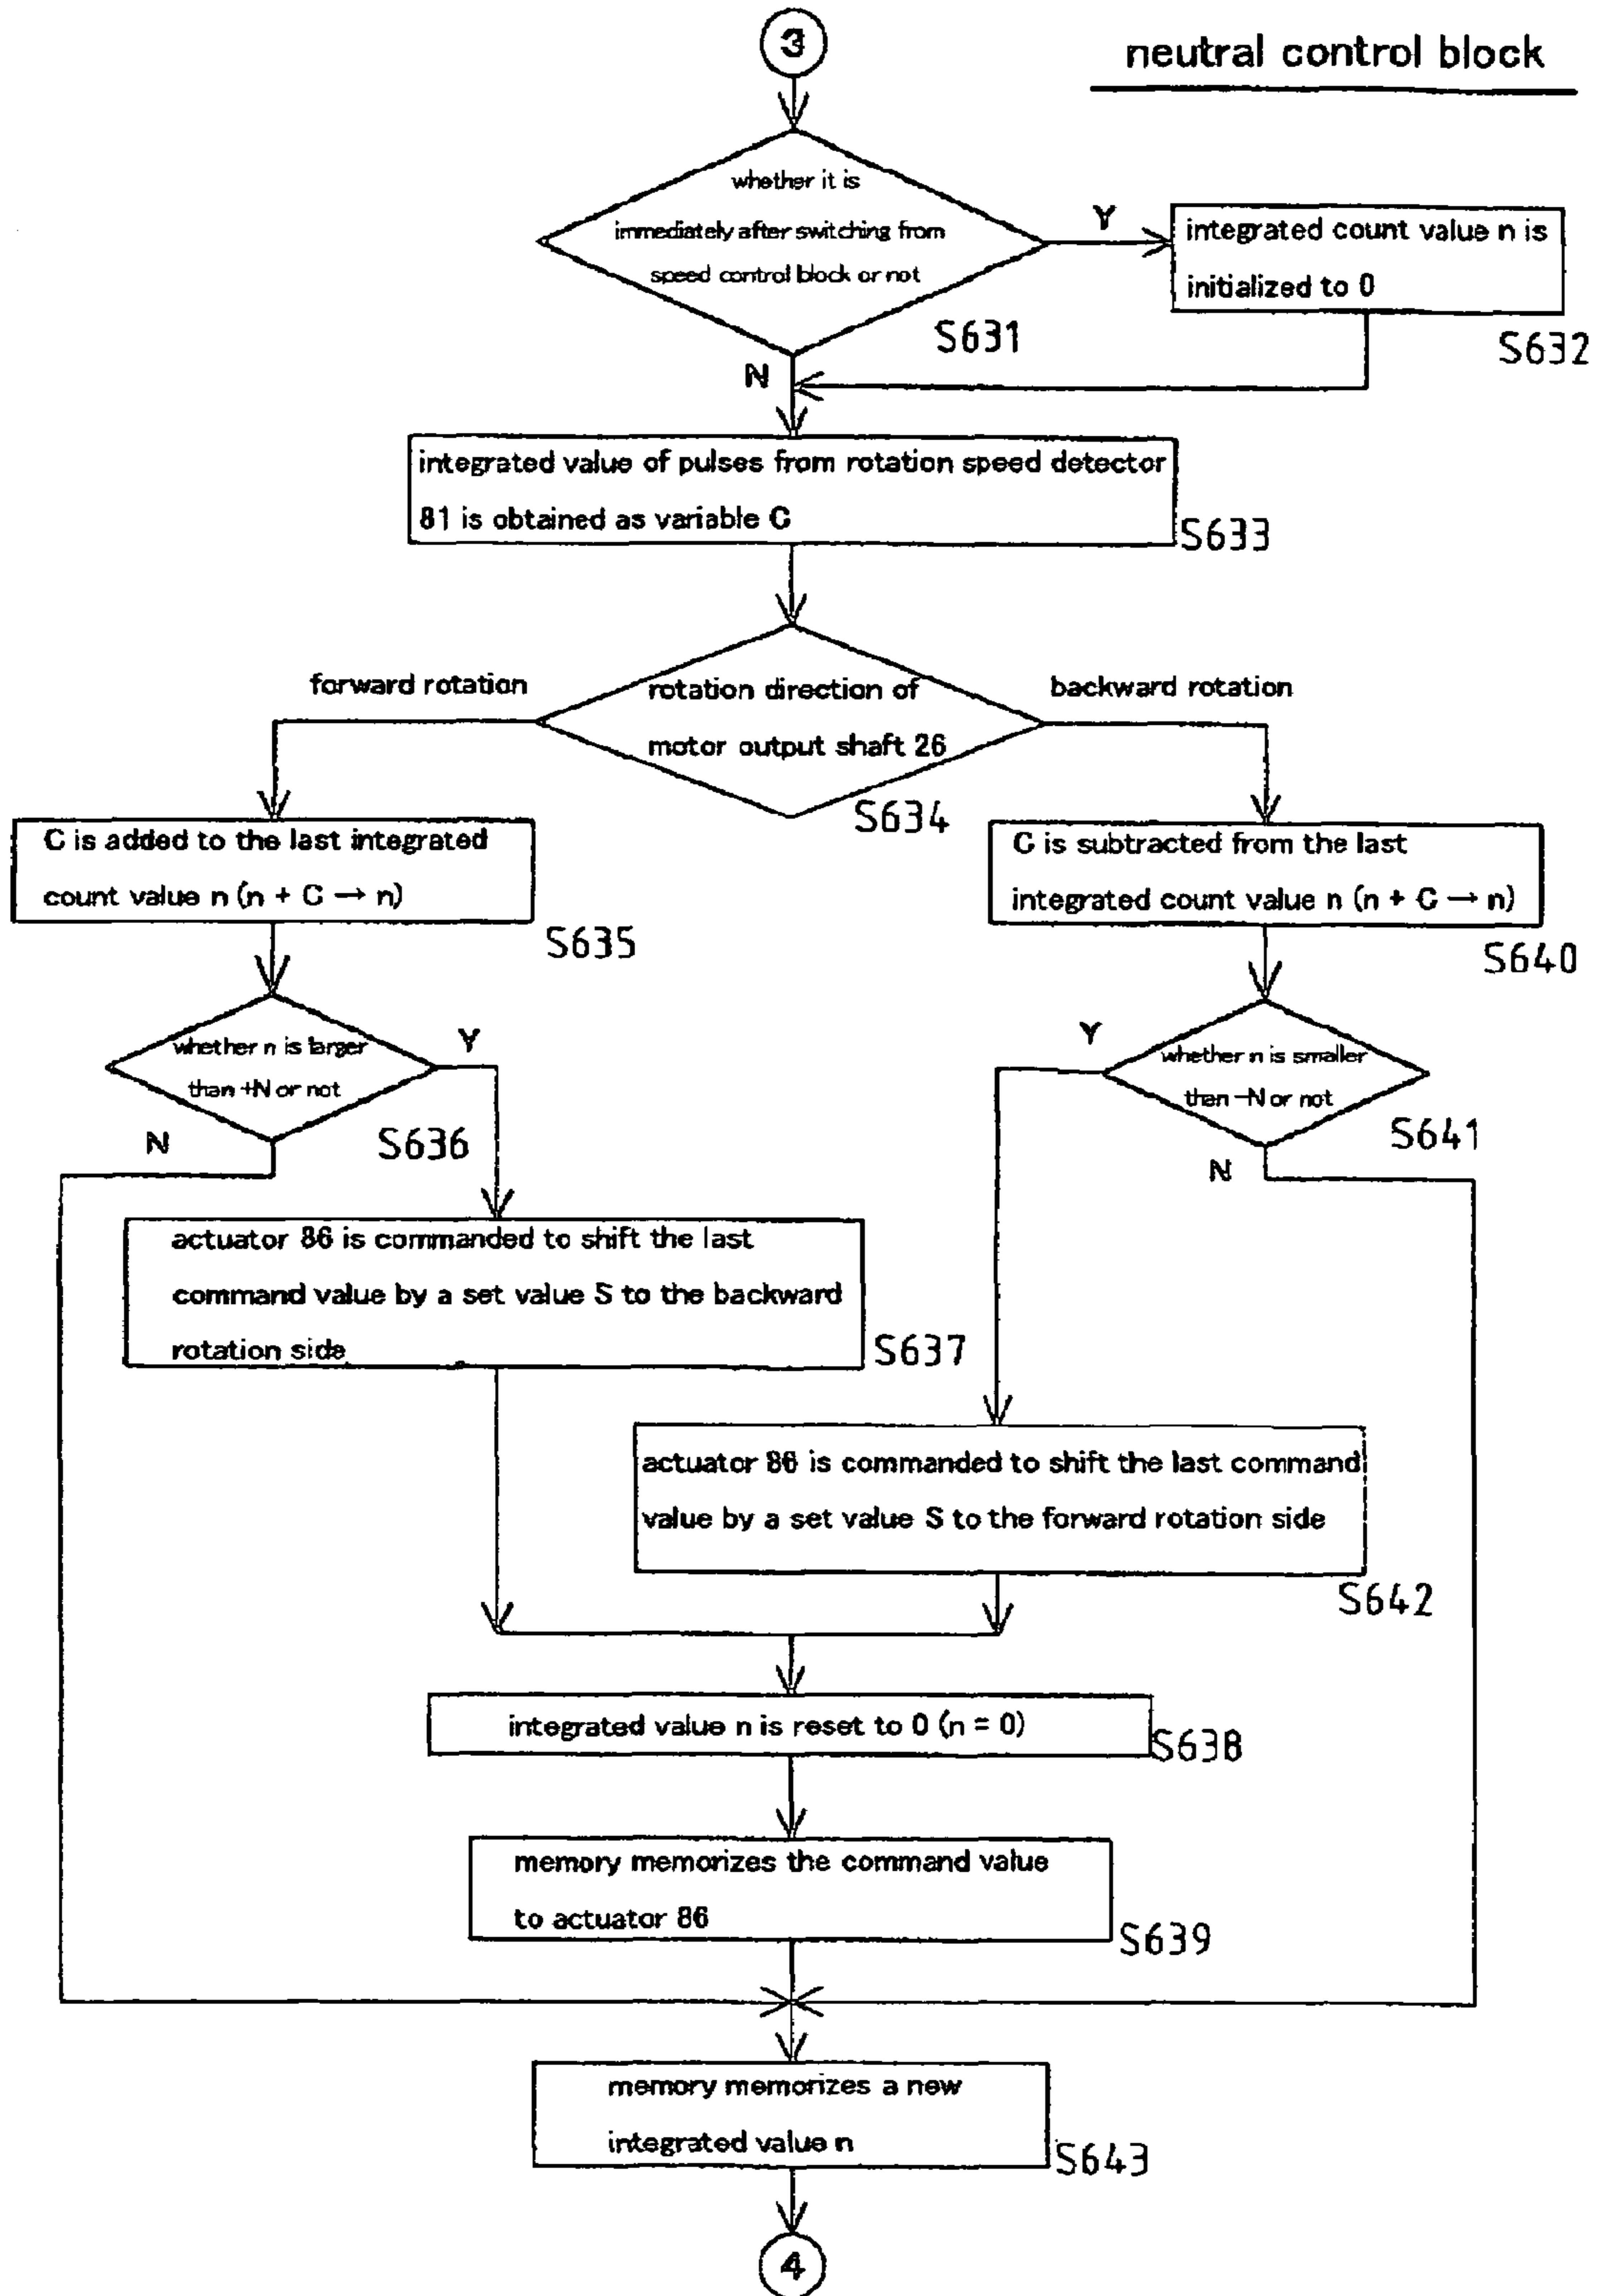 3
neutral control block
whether it is
immediately after switching from
speed control block or not
Y
integrated count value n is
initialized to 0
S631
S632
N
integrated value of pulses from rotation speed detector
81 is obtained as variable C
S633
forward rotation
rotation direction of
motor output shaft 26
backward rotation
S634
C is added to the last integrated
count value n (n + C → n)
S635
C is subtracted from the last
integrated count value n (n + C → n)
S640
whether n is larger
than +N or not
Y
N
S636
Y
whether n is smaller
than -N or not
S641
N
actuator 86 is commanded to shift the last
command value by a set value S to the backward
rotation side
S637
actuator 86 is commanded to shift the last command
value by a set value S to the forward rotation side
S642
integrated value n is reset to 0 (n = 0)
S638
memory memorizes the command value
to actuator 86
S639
memory memorizes a new
integrated value n
S643
4